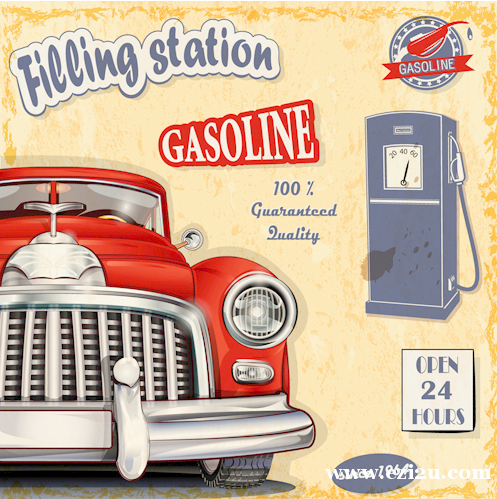 Filling station
GASOLINE
GASOLINE
100 %
Guaranteed
Quality
20 40 60
OPEN
24
HOURS